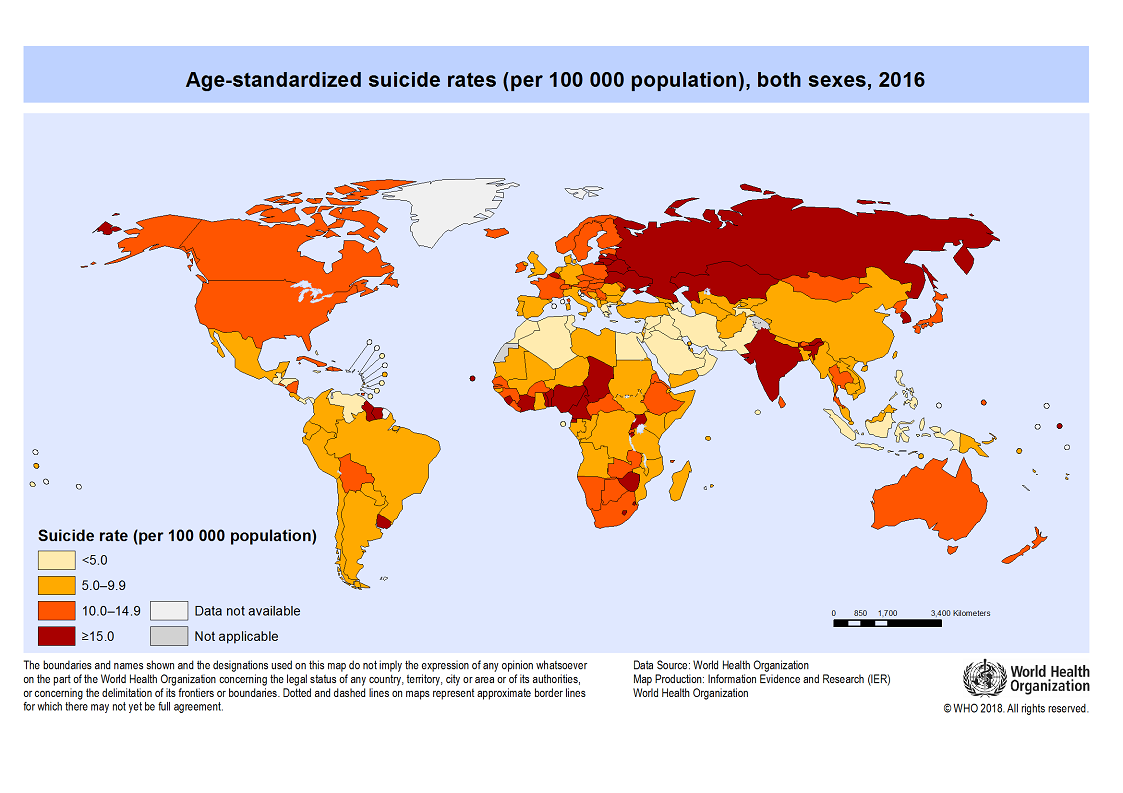 Age-standardized suicide rates (per 100 000 population), both sexes, 2016
Suicide rate (per 100 000 population)
<5.0
5.0–9.9
10.0–14.9
≥15.0
Data not available
Not applicable
0 850 1,700 3,400 Kilometers
The boundaries and names shown and the designations used on this map do not imply the expression of any opinion whatsoever
on the part of the World Health Organization concerning the legal status of any country, territory, city or area or of its authorities,
or concerning the delimitation of its frontiers or boundaries. Dotted and dashed lines on maps represent approximate border lines
for which there may not yet be full agreement.
Data Source: World Health Organization
Map Production: Information Evidence and Research (IER)
World Health Organization
World Health
Organization
© WHO 2018. All rights reserved.